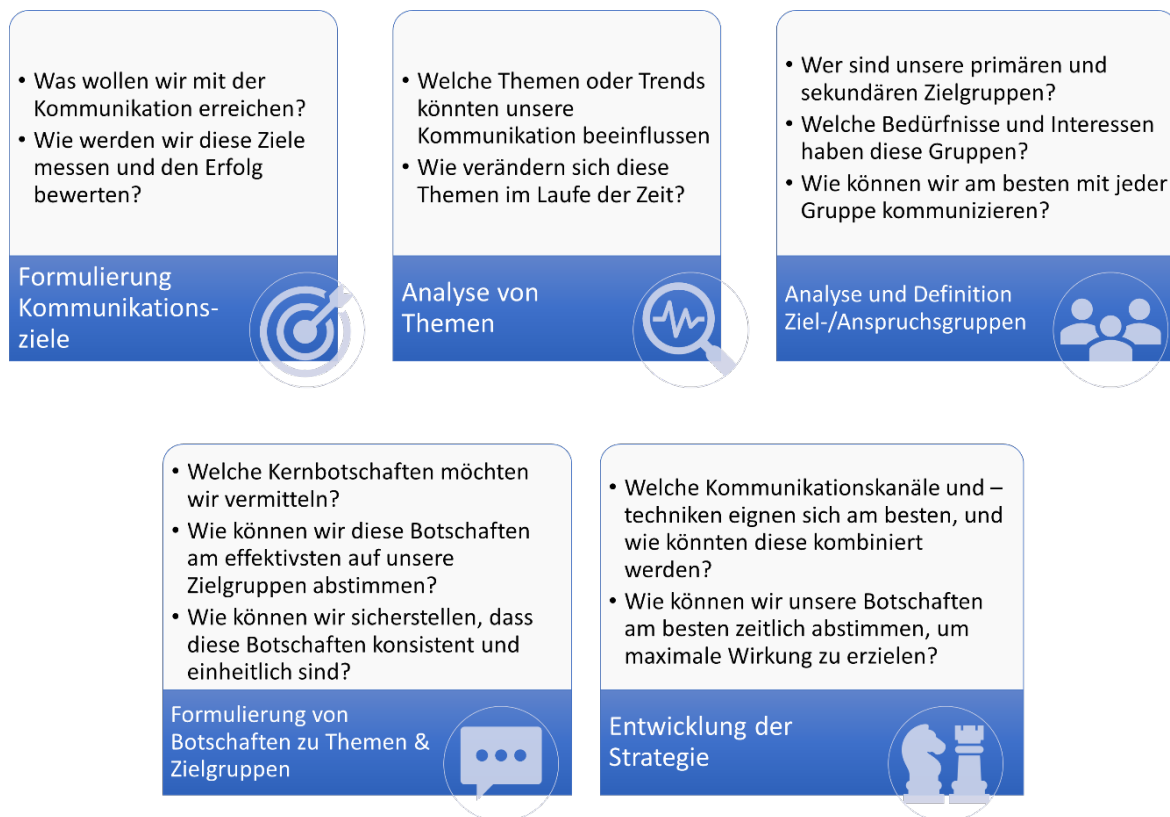 • Was wollen wir mit der
Kommunikation erreichen?
• Wie werden wir diese Ziele
messen und den Erfolg
bewerten?
Formulierung
Kommunikations-
ziele
• Welche Themen oder Trends
könnten unsere
Kommunikation beeinflussen
• Wie verändern sich diese
Themen im Laufe der Zeit?
Analyse von
Themen
• Wer sind unsere primären und
sekundären Zielgruppen?
• Welche Bedürfnisse und Interessen
haben diese Gruppen?
• Wie können wir am besten mit jeder
Gruppe kommunizieren?
Analyse und Definition
Ziel-/Anspruchsgruppen
• Welche Kernbotschaften möchten
wir vermitteln?
• Wie können wir diese Botschaften
am effektivsten auf unsere
Zielgruppen abstimmen?
• Wie können wir sicherstellen, dass
diese Botschaften konsistent und
einheitlich sind?
Formulierung von
Botschaften zu Themen &
Zielgruppen
• Welche Kommunikationskanäle und –
techniken eignen sich am besten, und
wie könnten diese kombiniert
werden?
• Wie können wir unsere Botschaften
am besten zeitlich abstimmen, um
maximale Wirkung zu erzielen?
Entwicklung der
Strategie